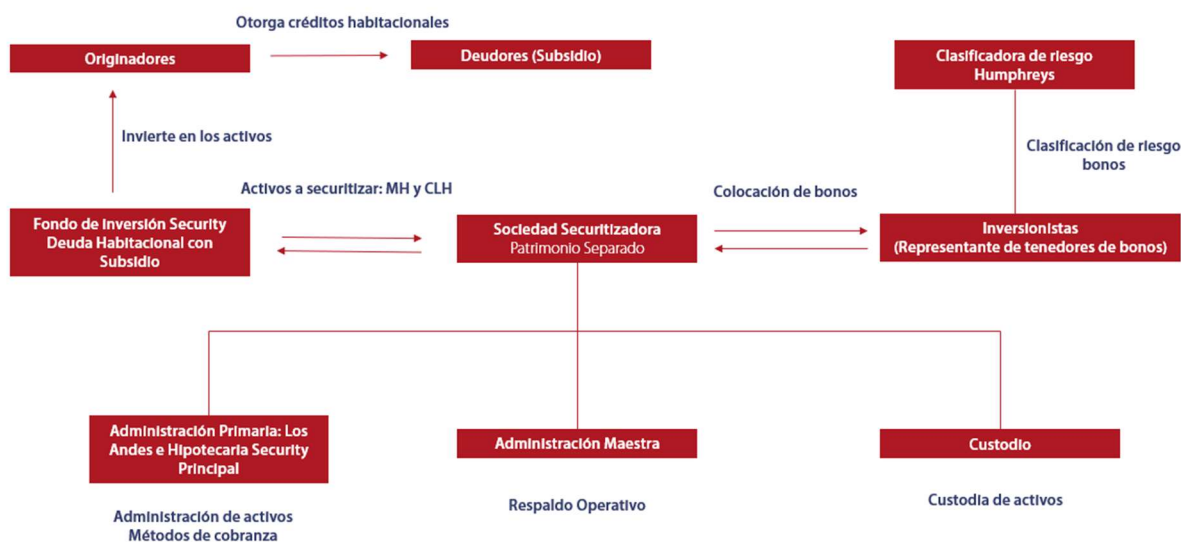 Otorga créditos habitacionales
Originadores
Deudores (Subsidio)
Clasificadora de riesgo
Humphreys
Invierte en los activos
Clasificación de riesgo
bonos
Activos a securitizar: MH y CLH
Colocación de bonos
Fondo de Inversión Security
Deuda Habitacional con
Subsidio
Sociedad Securitizadora
Patrimonio Separado
Inversionistas
(Representante de tenedores de bonos)
Administración Primaria: Los
Andes e Hipotecaria Security
Principal
Administración Maestra
Custodio
Administración de activos
Métodos de cobranza
Respaldo Operativo
Custodia de activos